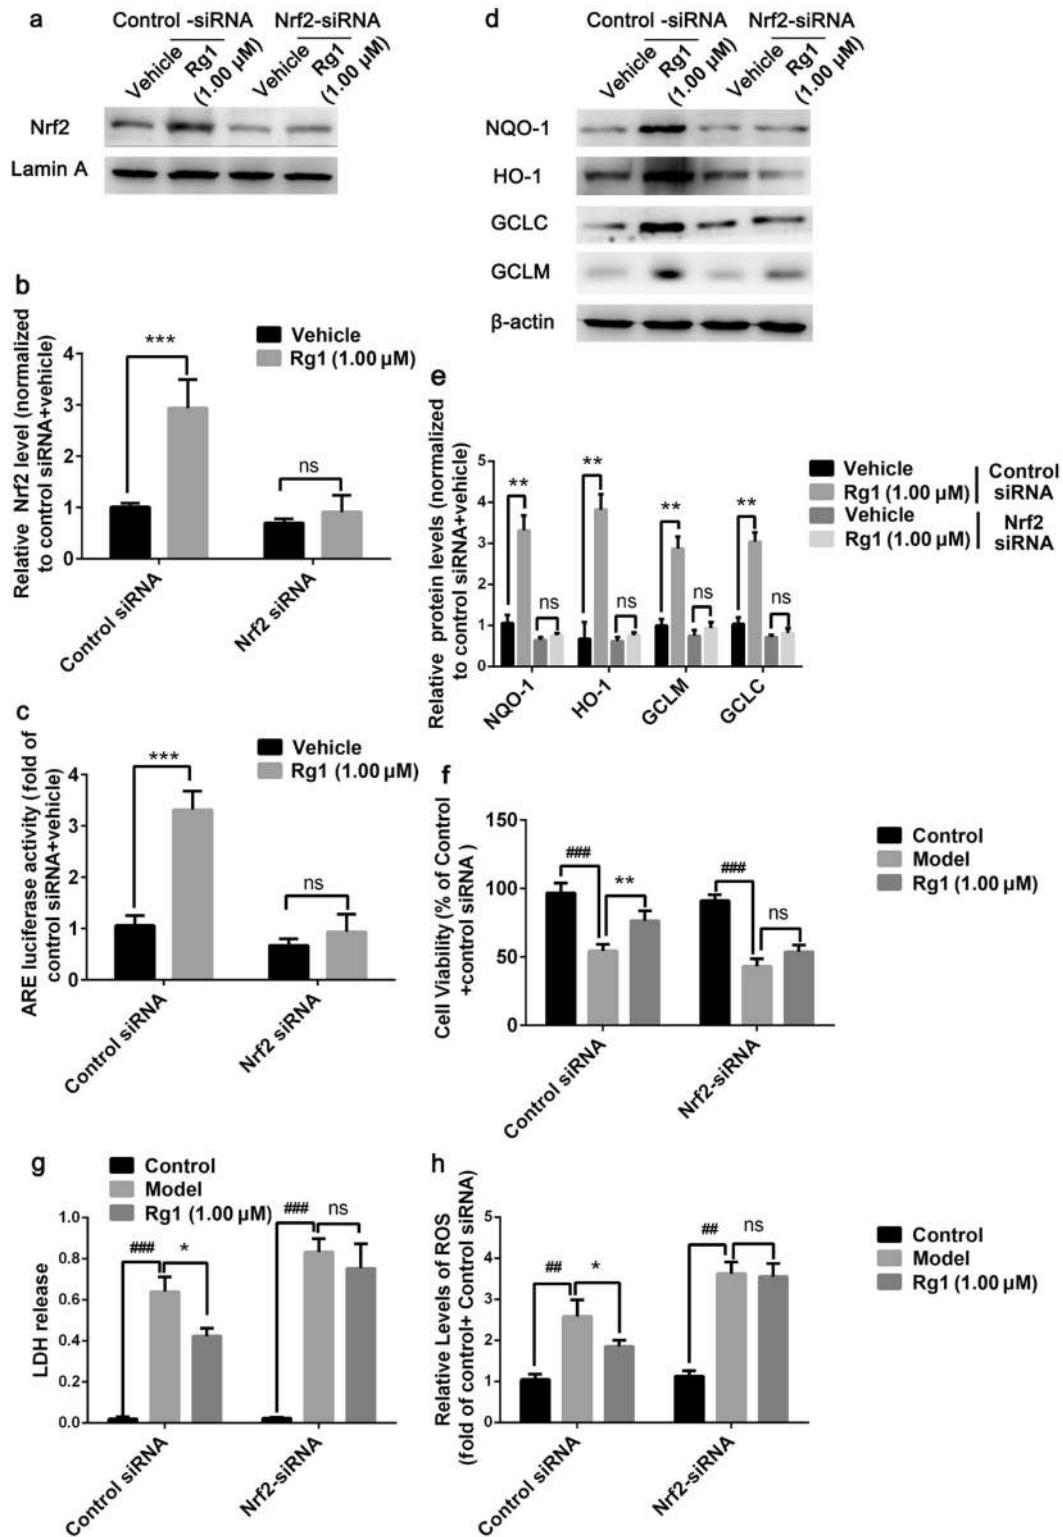 a
Control -siRNA Nrf2-siRNA
Vehicle
Rg1
(1.00 µM)
Vehicle
Rg1
(1.00 µM)
Nrf2
Lamin A
d
Control-siRNA Nrf2-siRNA
Vehicle
Rg1
(1.00 µM)
Vehicle
Rg1
(1.00 µM)
NQO-1
HO-1
GCLC
GCLM
β-actin
b
Relative Nrf2 level (normalized
to control siRNA+vehicle)
4
3
2
1
0
***
ns
Vehicle
Rg1 (1.00 µM)
Control siRNA
Nrf2 siRNA
e
Relative protein levels (normalized
to control siRNA+vehicle)
5
4
3
2
1
0
**
ns
**
ns
**
ns
**
ns
NQO-1
HO-1
GCLM
GCLC
Vehicle
Rg1 (1.00 µM)
Control
siRNA
Vehicle
Rg1 (1.00 µM)
Nrf2
siRNA
c
ARE luciferase activity (fold of
control siRNA+vehicle)
4
3
2
1
0
***
ns
Vehicle
Rg1 (1.00 µM)
Control siRNA
Nrf2 siRNA
f
Cell Viability (% of Control
+control siRNA )
150
100
50
0
###
**
###
ns
Control
Model
Rg1 (1.00 µM)
Control siRNA
Nrf2-siRNA
g
Control
Model
Rg1 (1.00 µM)
LDH release
1.0
0.8
0.6
0.4
0.2
0.0
###
*
###
ns
Control siRNA
Nrf2-siRNA
h
Relative Levels of ROS
(fold of control+ Control siRNA)
5
4
3
2
1
0
##
*
##
ns
Control
Model
Rg1 (1.00 µM)
Control siRNA
Nrf2-siRNA